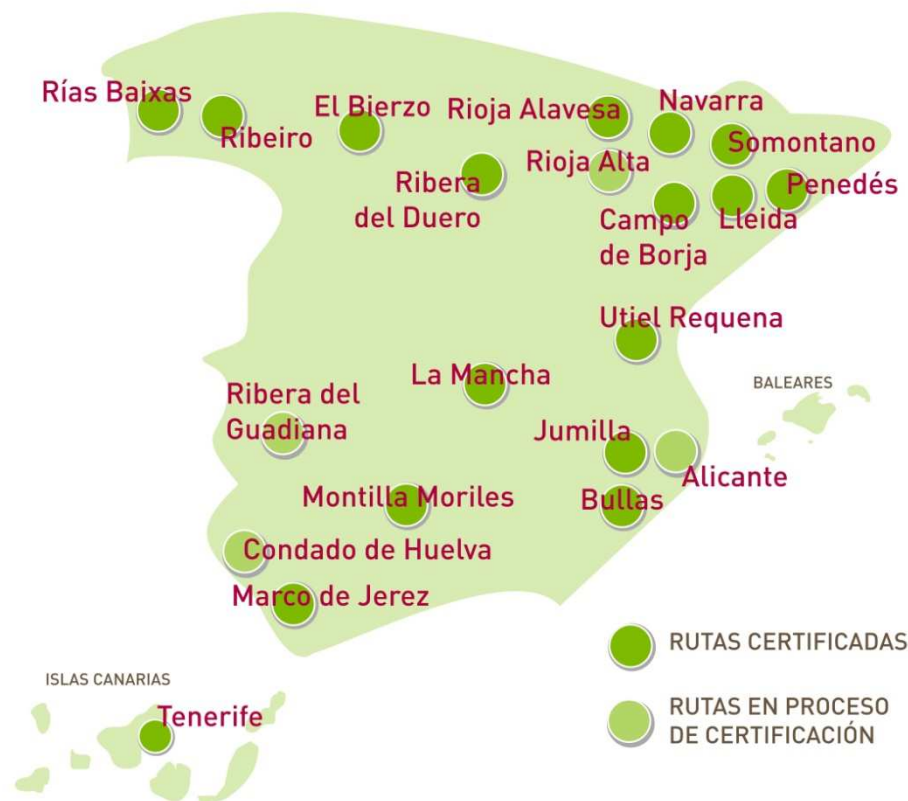 Rías Baixas
Ribeiro
El Bierzo
Rioja Alavesa
Navarra
Somontano
Rioja Alta
Ribera
del Duero
Penedés
Campo
de Borja
Lleida
Utiel Requena
La Mancha
BALEARES
Ribera del
Guadiana
Jumilla
Alicante
Montilla Moriles
Bullas
Condado de Huelva
Marco de Jerez
RUTAS CERTIFICADAS
ISLAS CANARIAS
Tenerife
RUTAS EN PROCESO
DE CERTIFICACIÓN